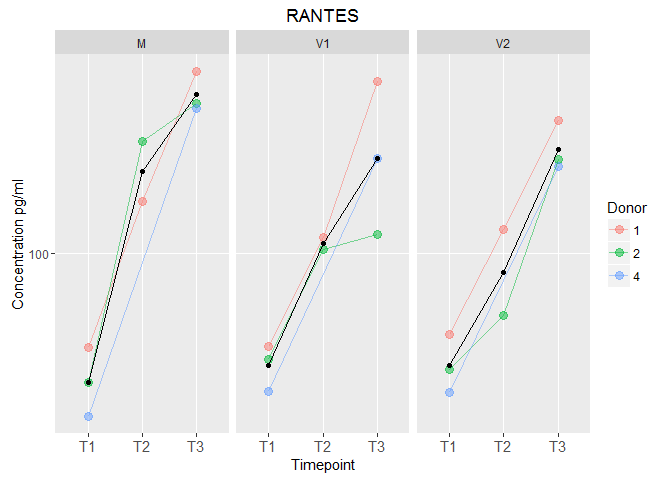 RANTES
M V1 V2
Concentration pg/ml
100
Donor
1
2
4
T1 T2 T3 T1 T2 T3 T1 T2 T3
Timepoint